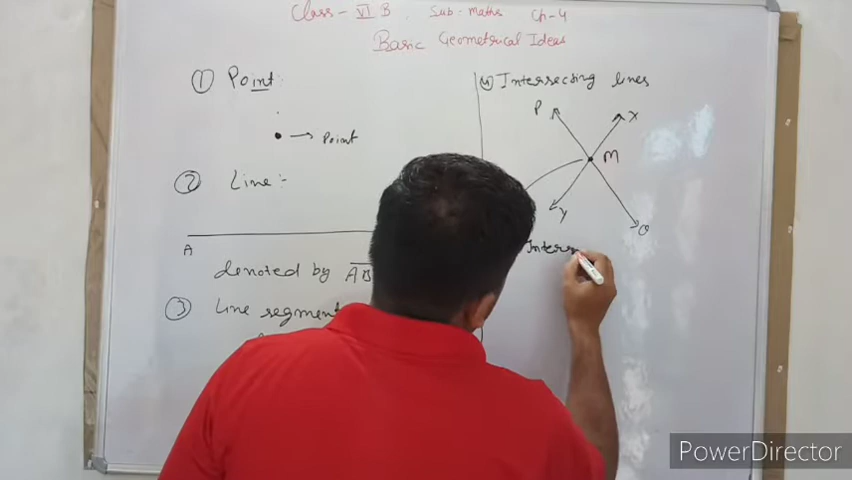 Class - VI B, Sub - Maths Ch-4
Basic Geometrical Ideas
① Point:
Point
② Line:-
A
denoted by AB
③ Line segment
④ Intersecting lines
P
X
M
Y
Q
Inters
PowerDirector